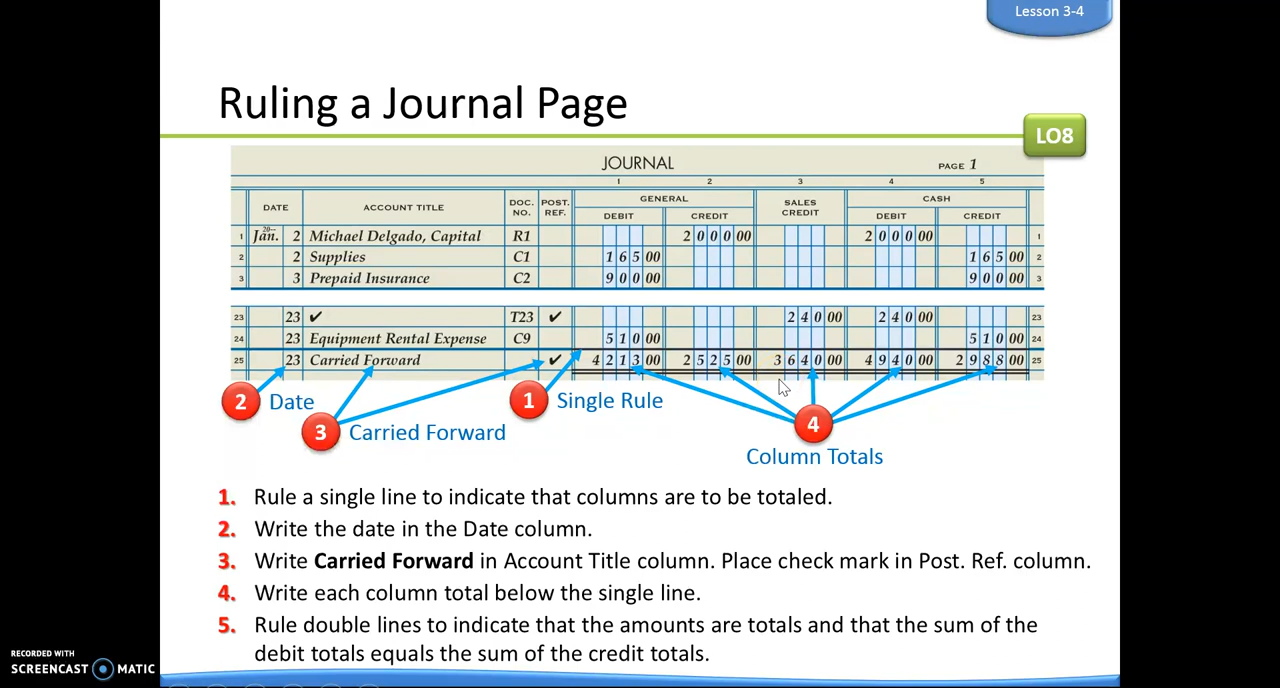 Lesson 3-4
Ruling a Journal Page
LO8
JOURNAL PAGE 1
1 2 3 4 5
DATE ACCOUNT TITLE DOC. NO. POST. REF. GENERAL SALES CREDIT CASH
DEBIT CREDIT DEBIT CREDIT
20--
1 Jan. 2 Michael Delgado, Capital R1 2 0 0 0 00 2 0 0 0 00 1
2 2 Supplies C1 1 6 5 00 1 6 5 00 2
3 3 Prepaid Insurance C2 9 0 0 00 9 0 0 00 3
23 23 ✔ T23 ✔ 2 4 0 00 2 4 0 00 23
24 23 Equipment Rental Expense C9 5 1 0 00 5 1 0 00 24
25 23 Carried Forward ✔ 4 2 1 3 00 2 5 2 5 00 3 6 4 0 00 4 9 4 0 00 2 9 8 8 00 25
2 Date
1 Single Rule
3 Carried Forward
4
Column Totals
1. Rule a single line to indicate that columns are to be totaled.
2. Write the date in the Date column.
3. Write Carried Forward in Account Title column. Place check mark in Post. Ref. column.
4. Write each column total below the single line.
5. Rule double lines to indicate that the amounts are totals and that the sum of the
debit totals equals the sum of the credit totals.
RECORDED WITH
SCREENCAST MATIC